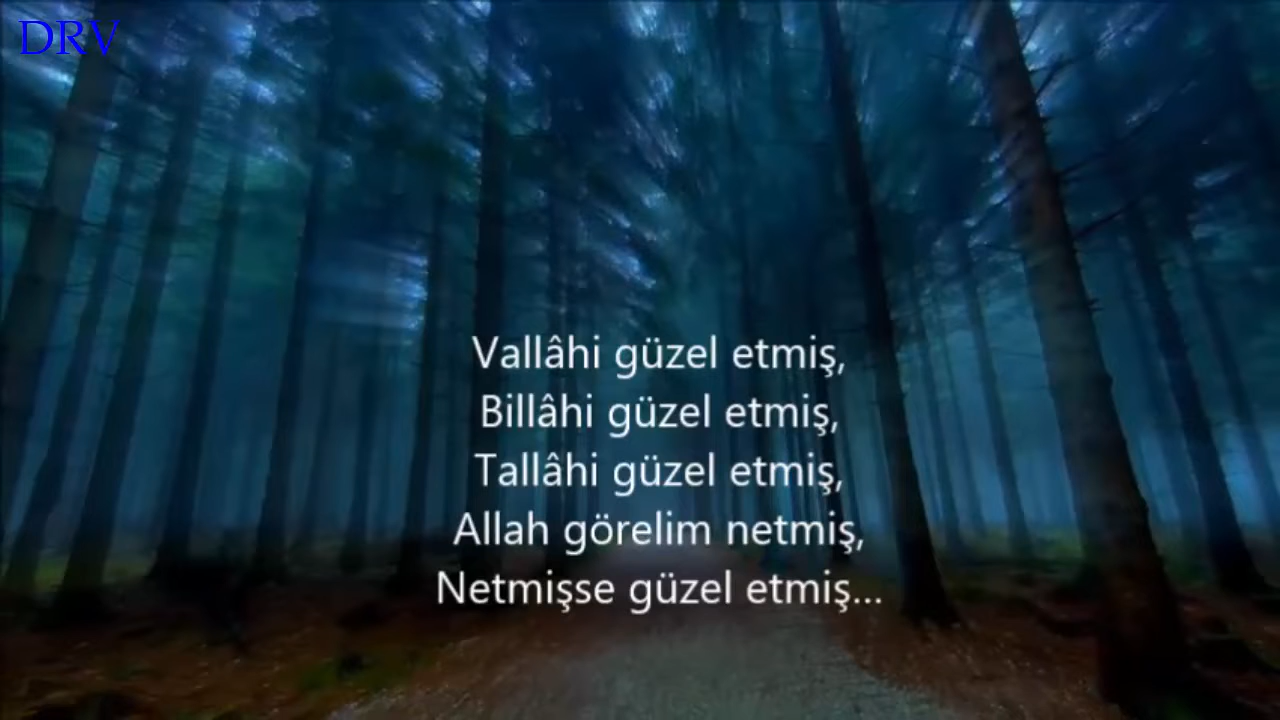 DRV
Vallâhi güzel etmiş,
Billâhi güzel etmiş,
Tallâhi güzel etmiş,
Allah görelim netmiş,
Netmişse güzel etmiş...